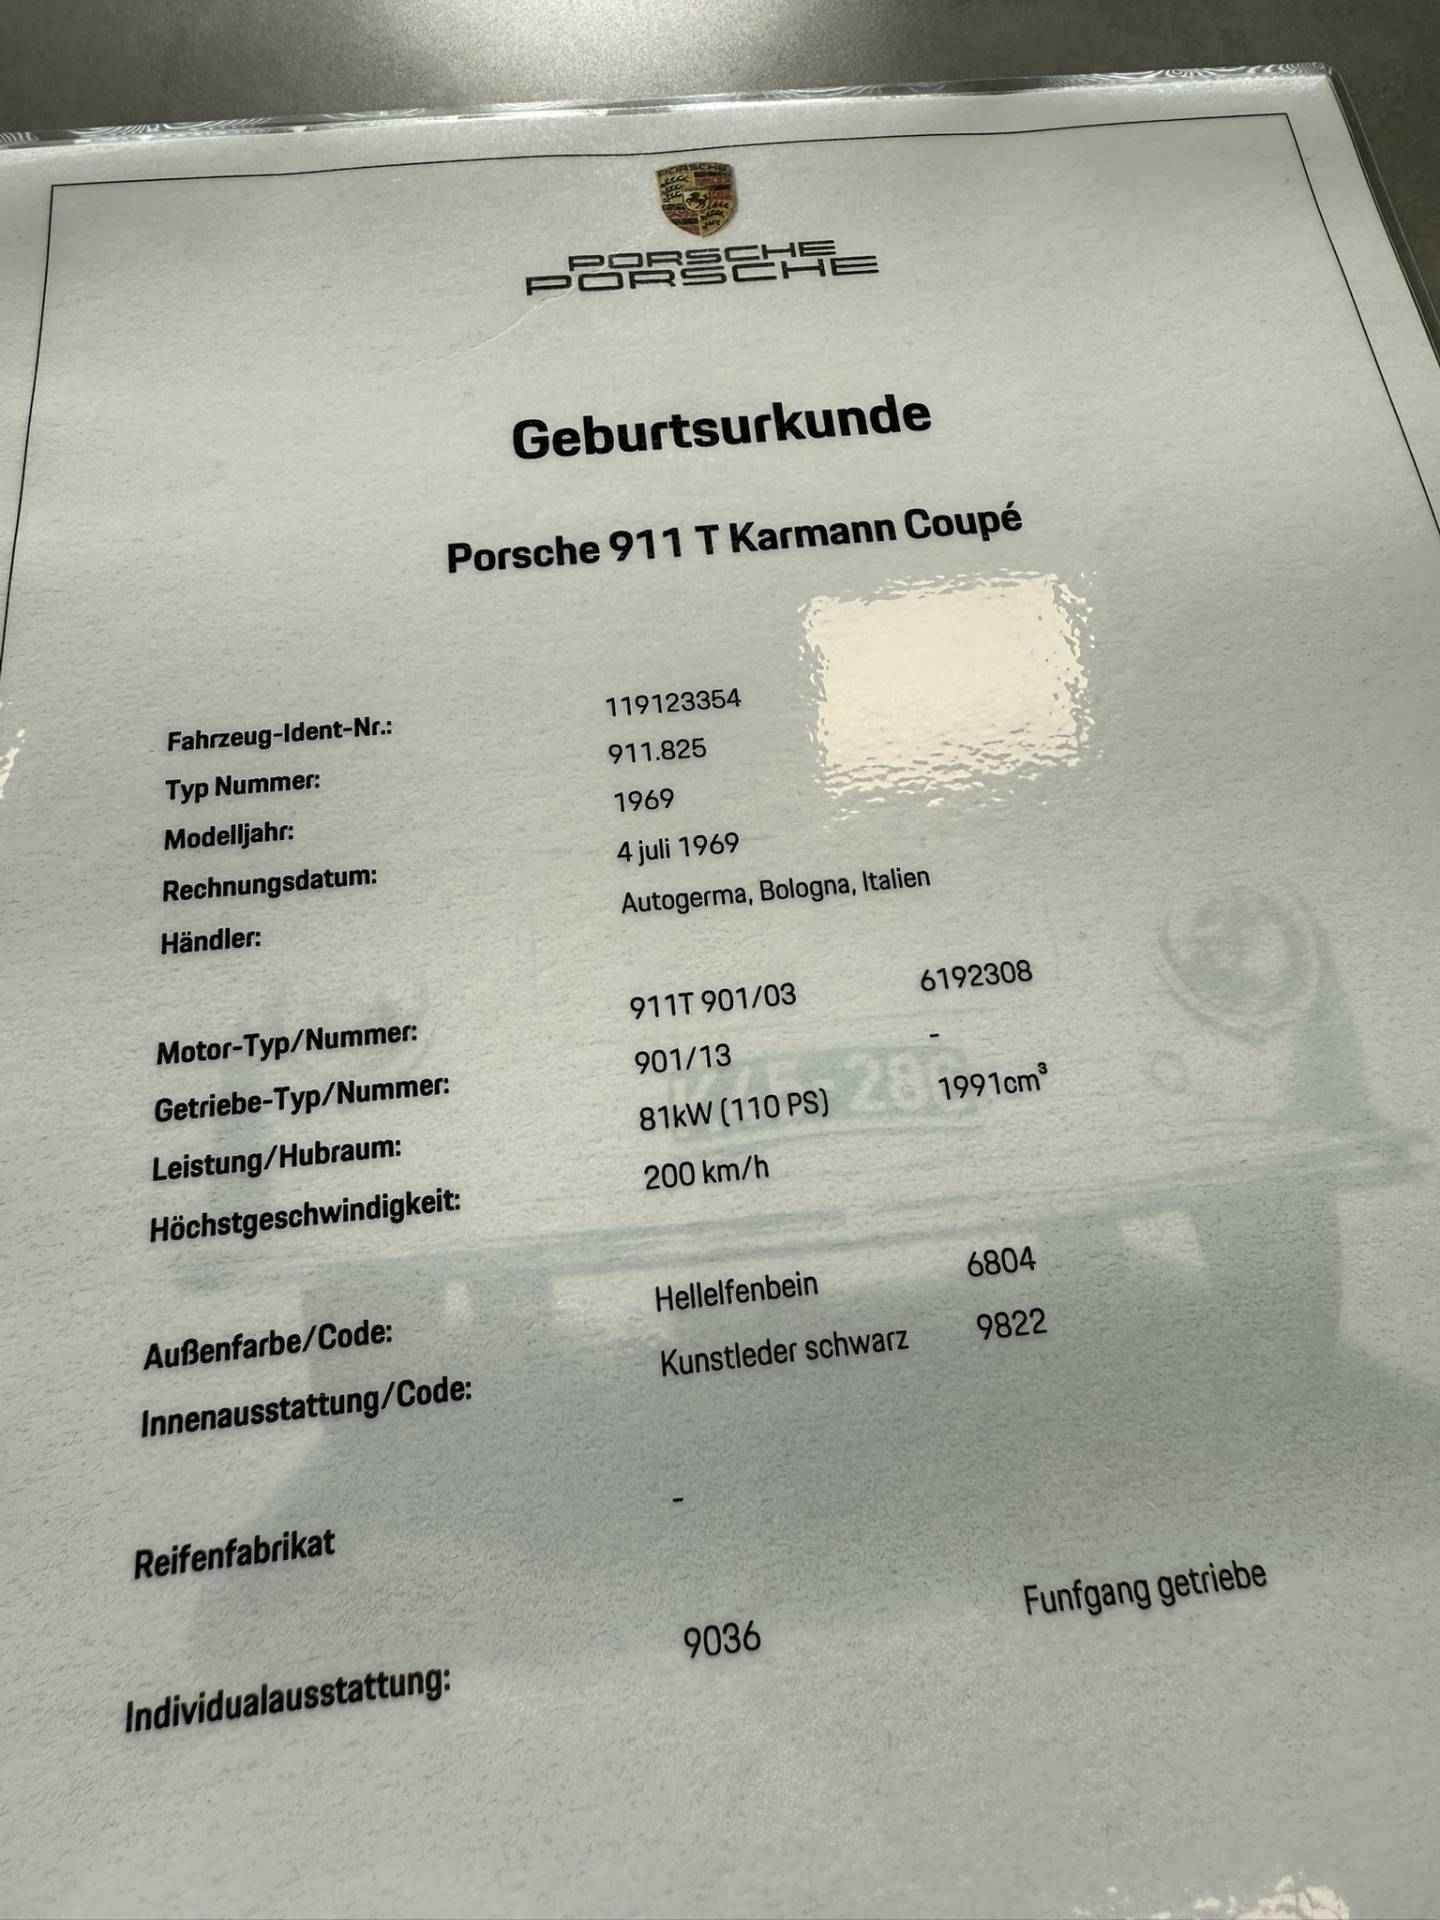 PORSCHE
PORSCHE
Geburtsurkunde
Porsche 911 T Karmann Coupé
Fahrzeug-Ident-Nr.: 119123354
Typ Nummer: 911.825
Modelljahr: 1969
Rechnungsdatum: 4 juli 1969
Händler: Autogerma, Bologna, Italien
Motor-Typ/Nummer: 911T 901/03 6192308
Getriebe-Typ/Nummer: 901/13 -
Leistung/Hubraum: 81kW (110 PS) 1991cm³
Höchstgeschwindigkeit: 200 km/h
Außenfarbe/Code: Hellelfenbein 6804
Innenausstattung/Code: Kunstleder schwarz 9822
Reifenfabrikat -
Individualausstattung: 9036 Funfgang getriebe